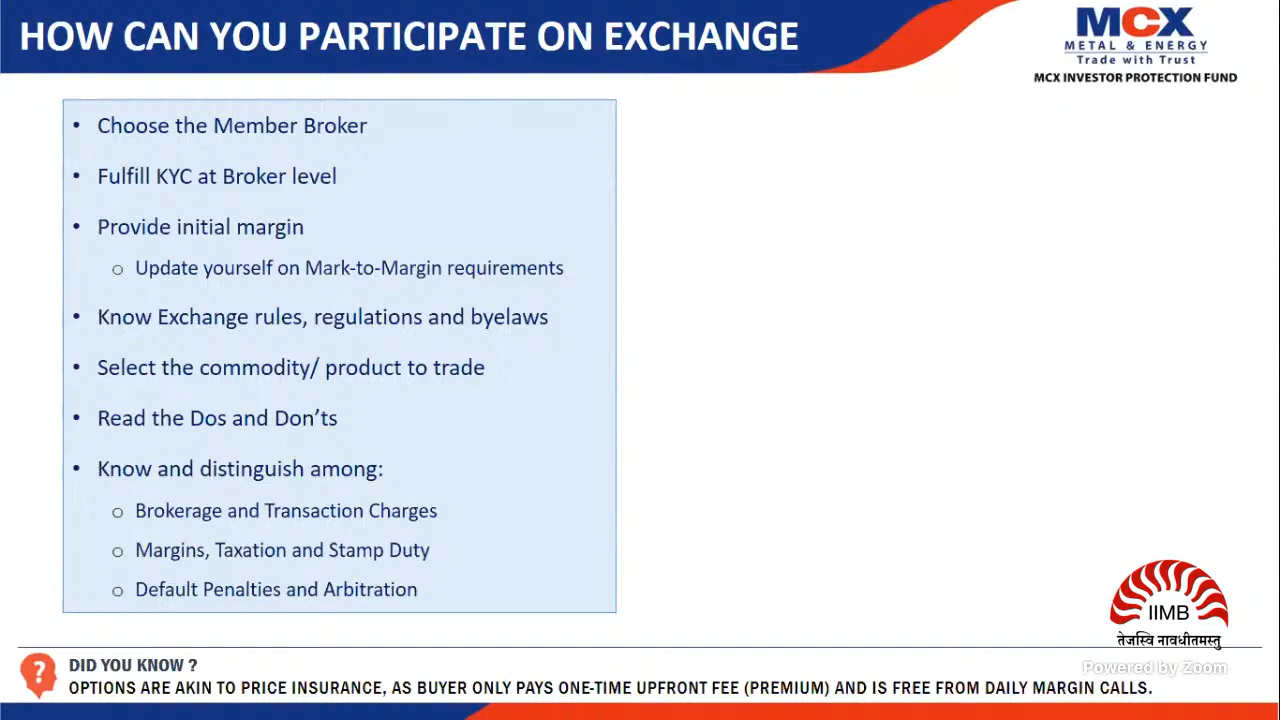 HOW CAN YOU PARTICIPATE ON EXCHANGE
MCX
METAL & ENERGY
Trade with Trust
MCX INVESTOR PROTECTION FUND
• Choose the Member Broker
• Fulfill KYC at Broker level
• Provide initial margin
o Update yourself on Mark-to-Margin requirements
• Know Exchange rules, regulations and byelaws
• Select the commodity/ product to trade
• Read the Dos and Don’ts
• Know and distinguish among:
o Brokerage and Transaction Charges
o Margins, Taxation and Stamp Duty
o Default Penalties and Arbitration
IIMB
तेजस्वि नावधीतमस्तु
Powered by Zoom
?
DID YOU KNOW ?
OPTIONS ARE AKIN TO PRICE INSURANCE, AS BUYER ONLY PAYS ONE-TIME UPFRONT FEE (PREMIUM) AND IS FREE FROM DAILY MARGIN CALLS.